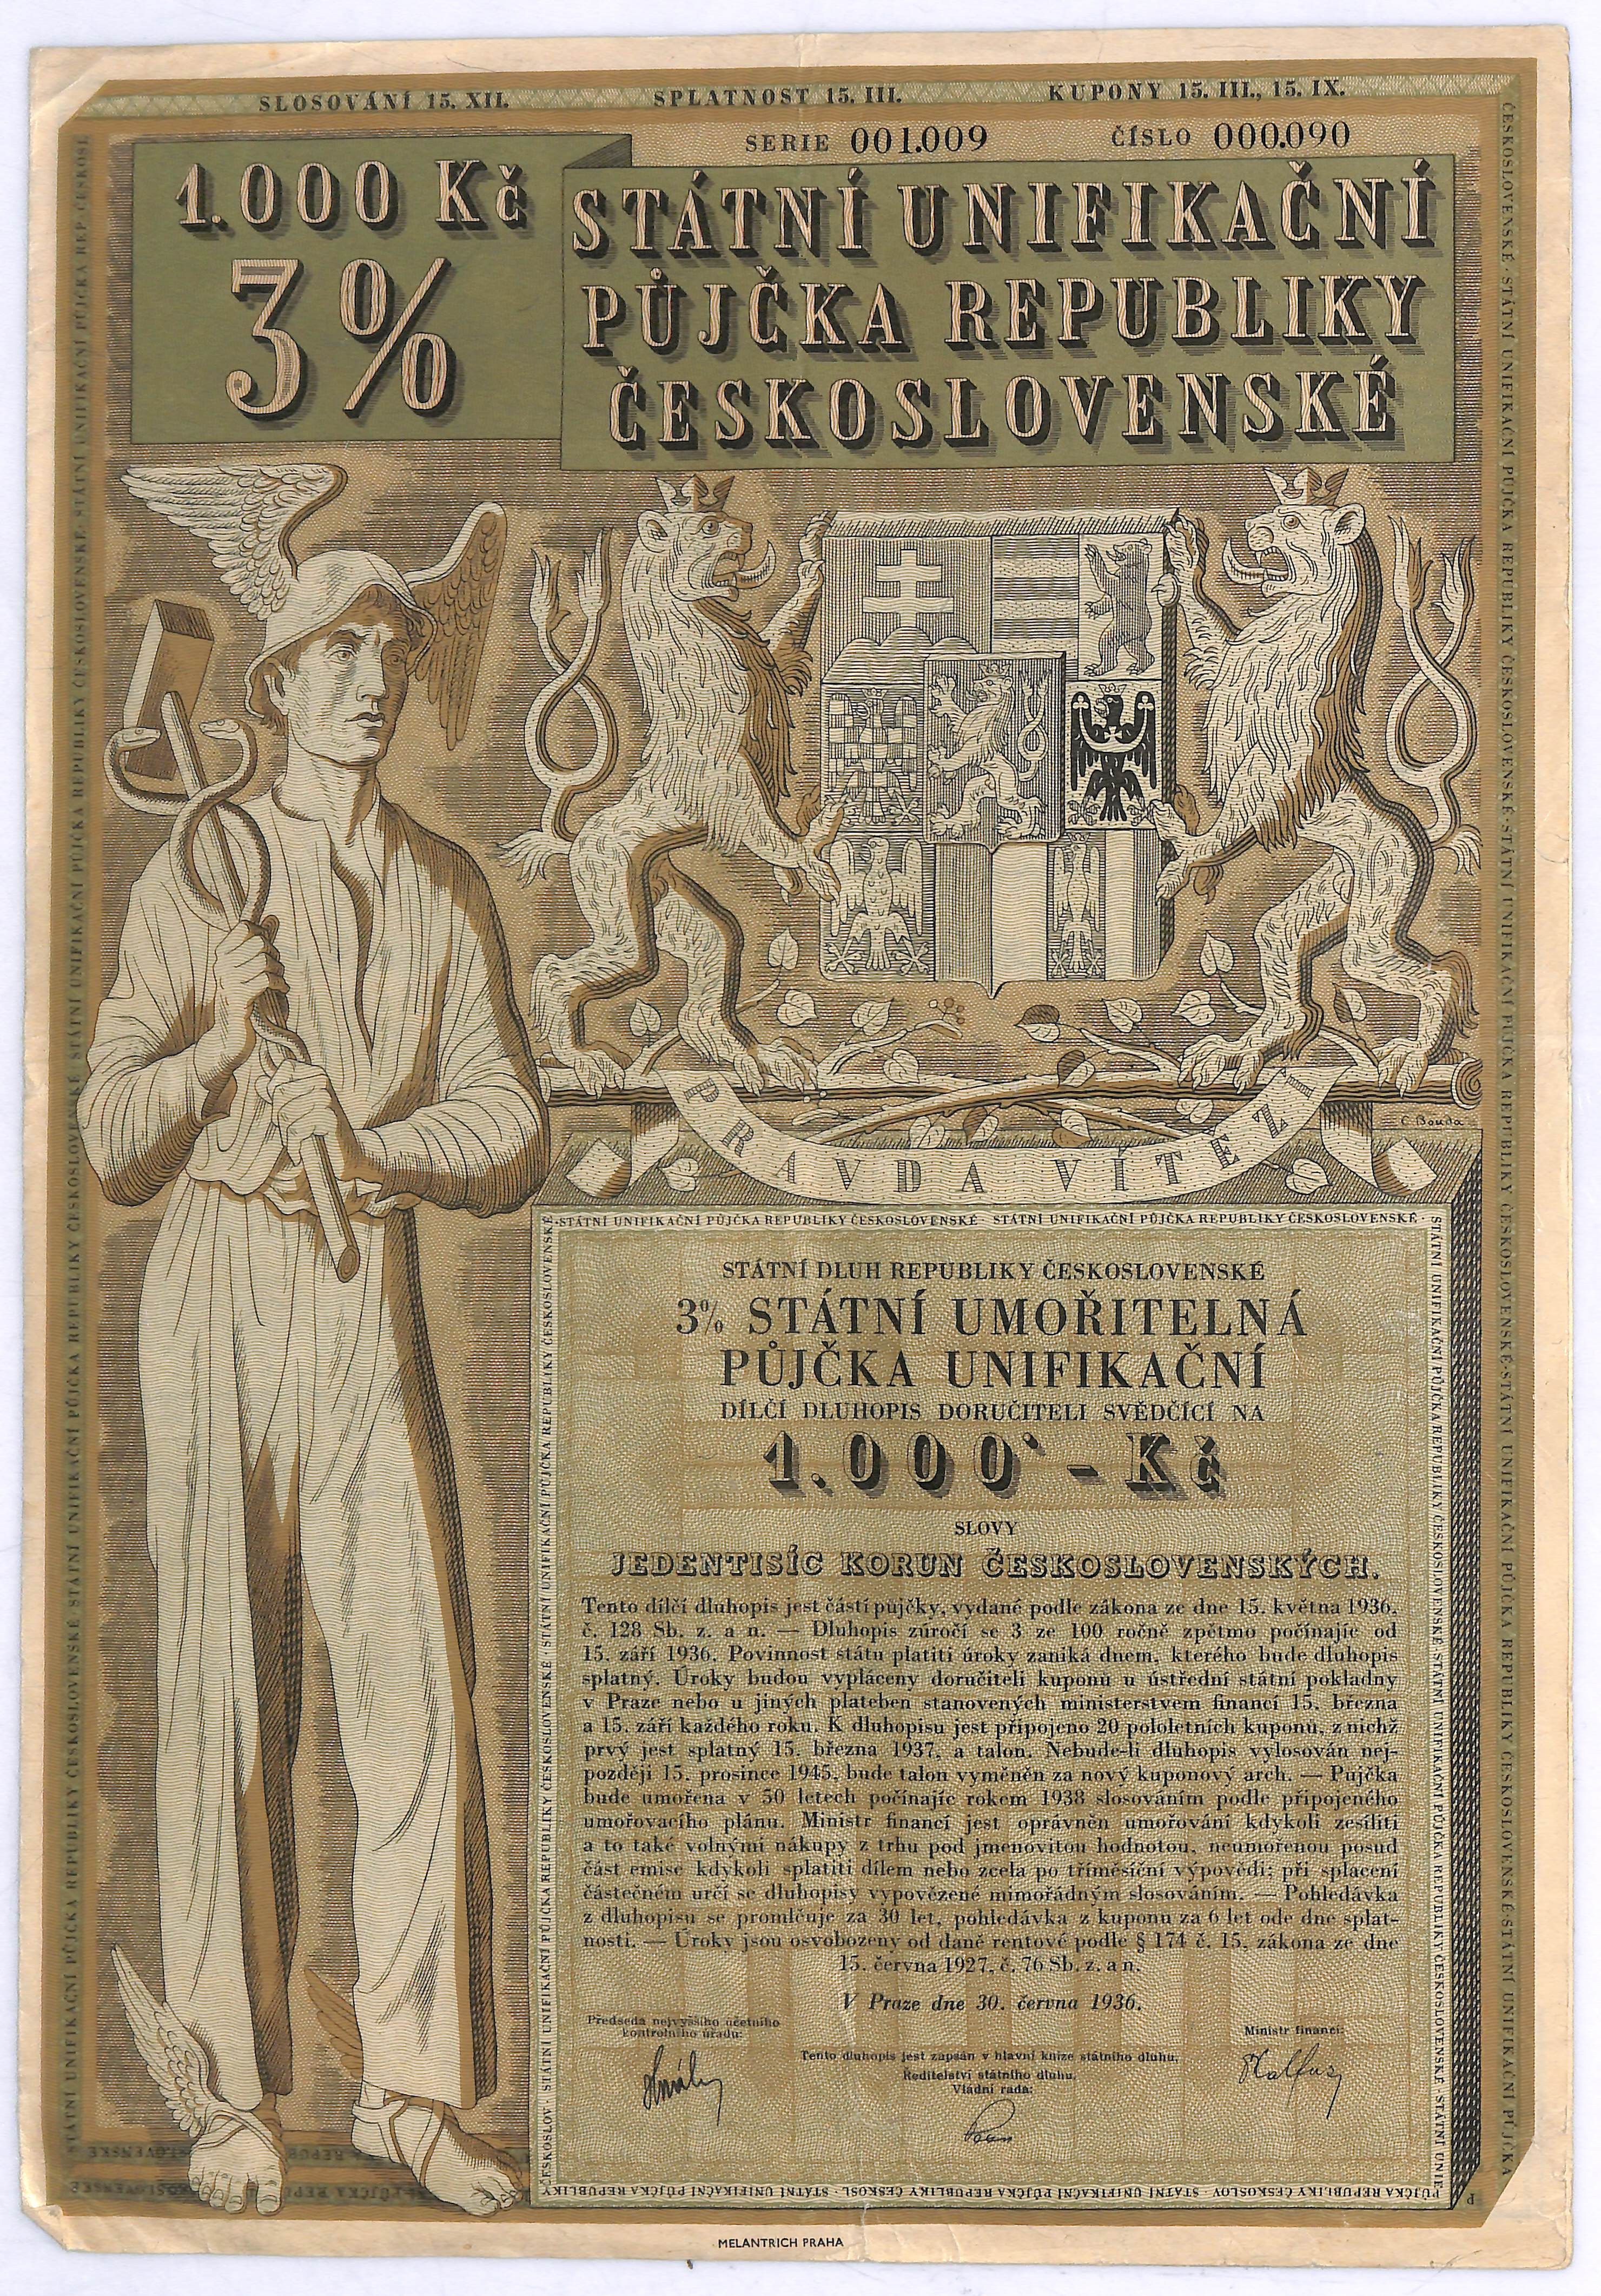 SLOSOVÁNÍ 15. XII. SPLATNOST 15. III. KUPONY 15. III., 15. IX.
SERIE 001.009 ČÍSLO 000.090
1.000 Kč
3%
STÁTNÍ UNIFIKAČNÍ
PŮJČKA REPUBLIKY
ČESKOSLOVENSKÉ
PRAVDA VÍTĚZÍ
C. Bouda
STÁTNÍ UNIFIKAČNÍ PŮJČKA REPUBLIKY ČESKOSLOVENSKÉ · STÁTNÍ UNIFIKAČNÍ PŮJČKA REPUBLIKY ČESKOSLOVENSKÉ ·
STÁTNÍ DLUH REPUBLIKY ČESKOSLOVENSKÉ
3% STÁTNÍ UMOŘITELNÁ
PŮJČKA UNIFIKAČNÍ
DÍLČÍ DLUHOPIS DORUČITELI SVĚDČÍCÍ NA
1.000·- Kč
SLOVY
JEDENTISÍC KORUN ČESKOSLOVENSKÝCH.
Tento dílčí dluhopis jest částí půjčky, vydané podle zákona ze dne 15. května 1936,
č. 128 Sb. z. a n. — Dluhopis zúročí se 3 ze 100 ročně zpětmo počínajíc od
15. září 1936. Povinnost státu platiti úroky zaniká dnem, kterého bude dluhopis
splatný. Úroky budou vypláceny doručiteli kuponů u ústřední státní pokladny
v Praze nebo u jiných plateben stanovených ministerstvem financí 15. března
a 15. září každého roku. K dluhopisu jest připojeno 20 pololetních kuponů, z nichž
prvý jest splatný 15. března 1937, a talon. Nebude-li dluhopis vylosován nej-
později 15. prosince 1945, bude talon vyměněn za nový kuponový arch. — Půjčka
bude umořena v 50 letech počínajíc rokem 1938 slosováním podle připojeného
umořovacího plánu. Ministr financí jest oprávněn umořování kdykoli zesíliti
a to také volnými nákupy z trhu pod jmenovitou hodnotou, neumořenou posud
část emise kdykoli splatiti dílem nebo zcela po tříměsíční výpovědi; při splacení
částečném určí se dluhopisy vypovězené mimořádným slosováním. — Pohledávka
z dluhopisu se promlčuje za 30 let, pohledávka z kuponu za 6 let ode dne splat-
nosti. — Úroky jsou osvobozeny od daně rentové podle § 174 č. 15, zákona ze dne
15. června 1927, č. 76 Sb. z. a n.
V Praze dne 30. června 1936.
Předseda nejvyššího účetního
kontrolního úřadu:
Ministr financí:
Tento dluhopis jest zapsán v hlavní knize státního dluhu.
Ředitelství státního dluhu.
Vládní rada:
Kalfus
P
MELANTRICH PRAHA